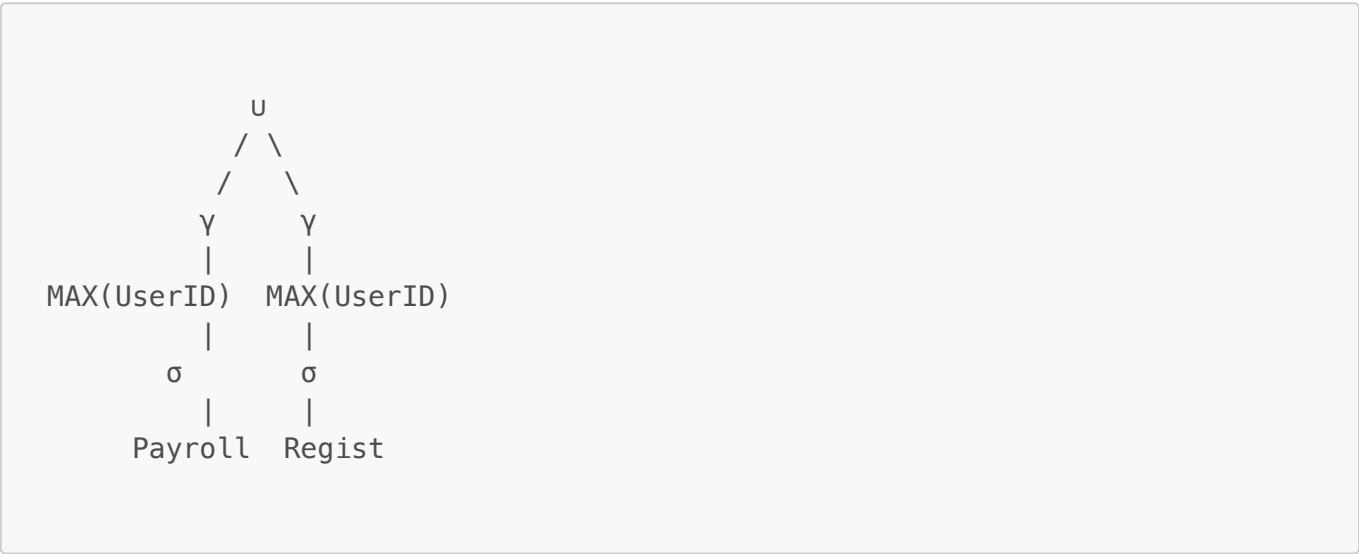 ∪
/ \
/   \
γ     γ
|     |
MAX(UserID)  MAX(UserID)
|     |
σ       σ
|     |
Payroll  Regist